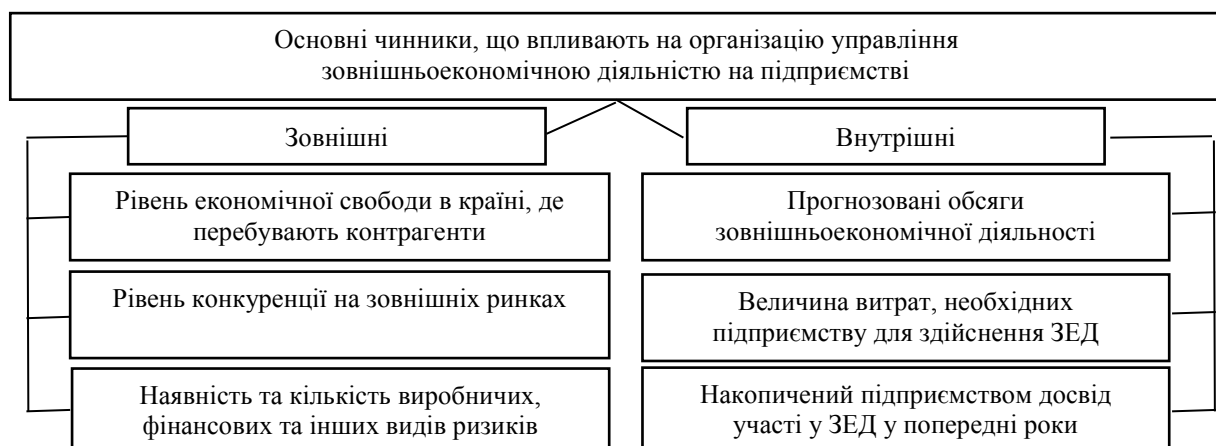 Основні чинники, що впливають на організацію управління
зовнішньоекономічною діяльністю на підприємстві
Зовнішні
Внутрішні
Рівень економічної свободи в країні, де
перебувають контрагенти
Прогнозовані обсяги
зовнішньоекономічної діяльності
Рівень конкуренції на зовнішніх ринках
Величина витрат, необхідних
підприємству для здійснення ЗЕД
Наявність та кількість виробничих,
фінансових та інших видів ризиків
Накопичений підприємством досвід
участі у ЗЕД у попередні роки